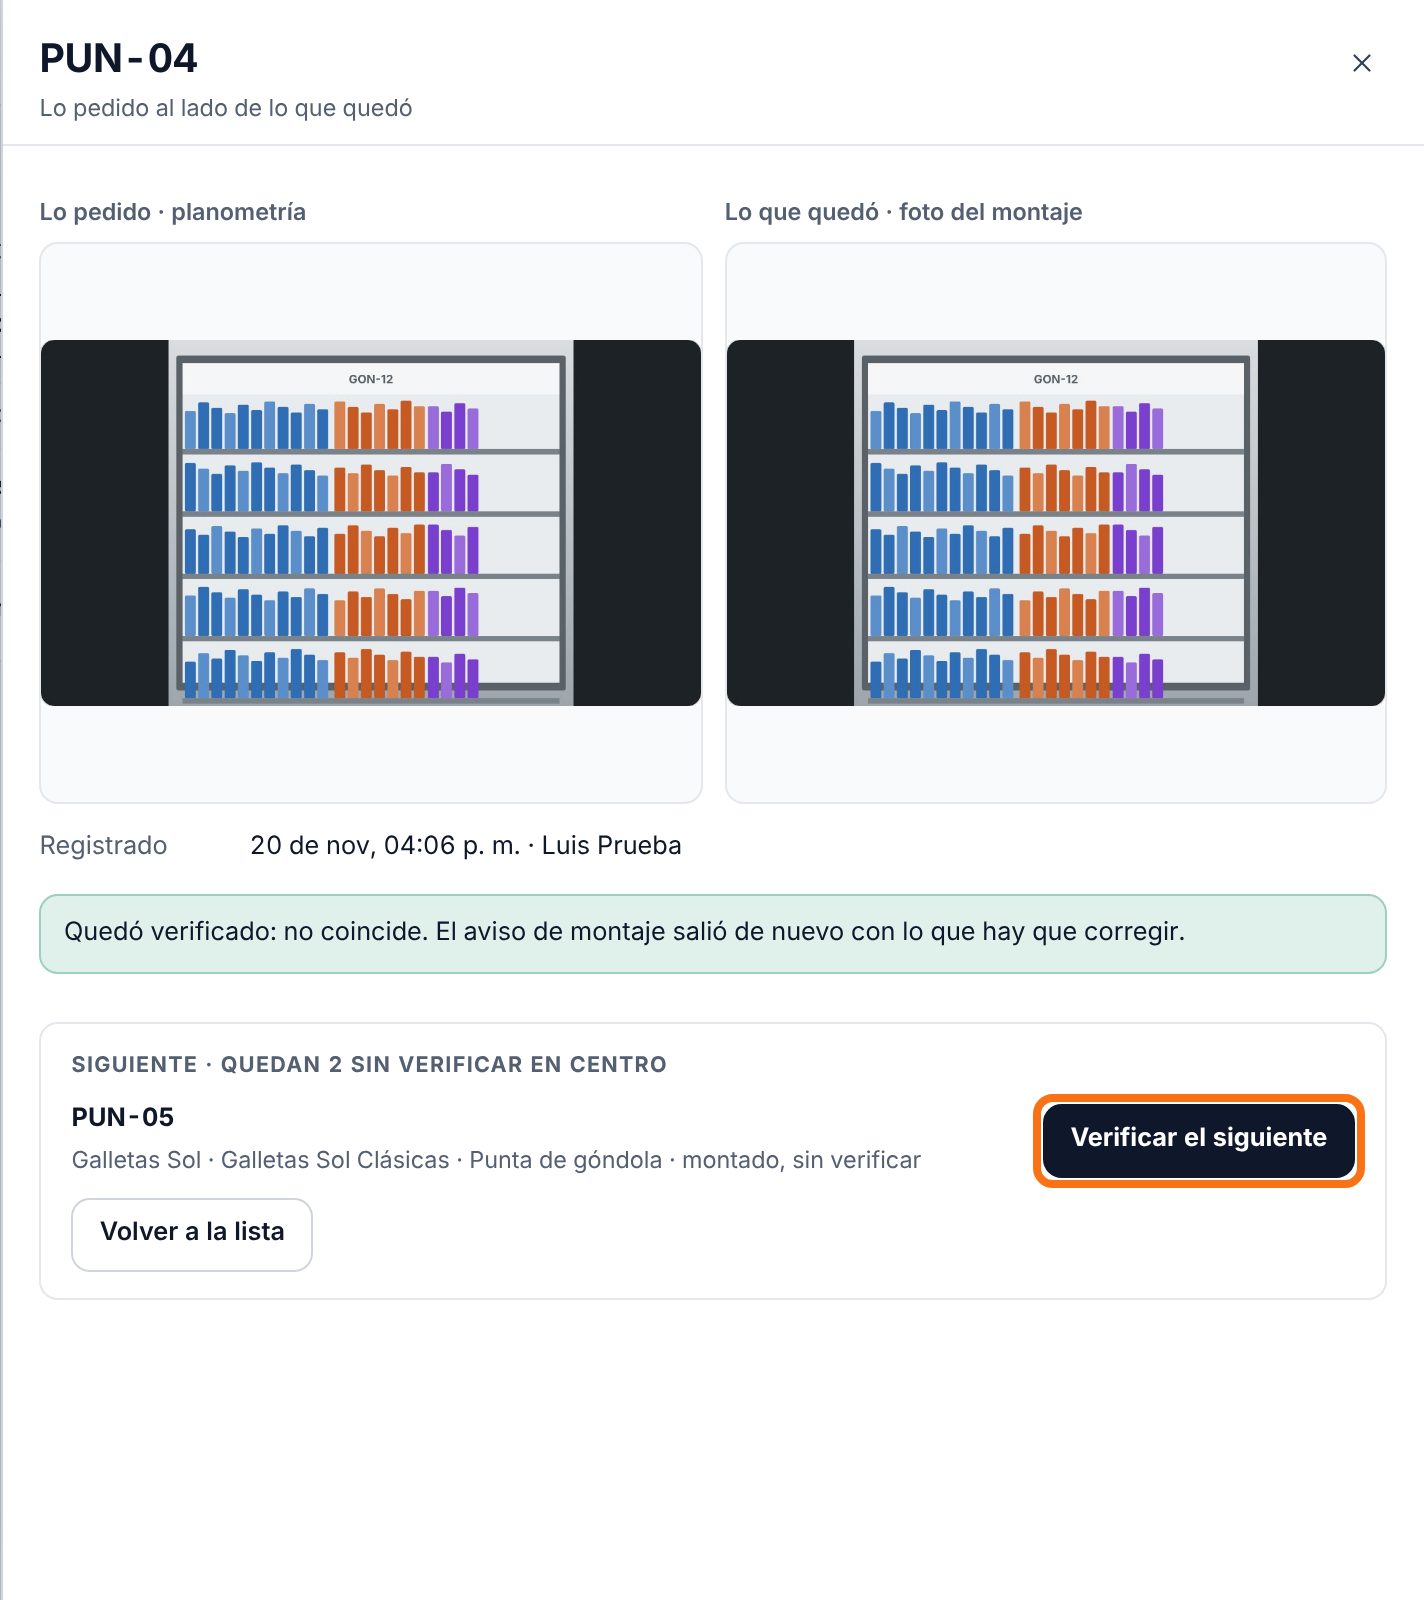 PUN-04
Lo pedido al lado de lo que quedó
Lo pedido · planometría
Lo que quedó · foto del montaje
GON-12
GON-12
Registrado 20 de nov, 04:06 p. m. · Luis Prueba
Quedó verificado: no coincide. El aviso de montaje salió de nuevo con lo que hay que corregir.
SIGUIENTE · QUEDAN 2 SIN VERIFICAR EN CENTRO
PUN-05
Galletas Sol · Galletas Sol Clásicas · Punta de góndola · montado, sin verificar
Verificar el siguiente
Volver a la lista